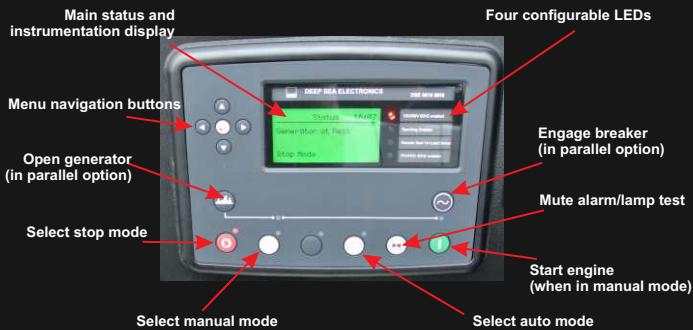 Main status and
instrumentation display
Four configurable LEDs
DEEP SEA ELECTRONICS
Status 16:02
Generator at Rest
Stop Mode
Menu navigation buttons
Engage breaker
(in parallel option)
Open generator
(in parallel option)
Mute alarm/lamp test
Select stop mode
Start engine
(when in manual mode)
Select manual mode
Select auto mode